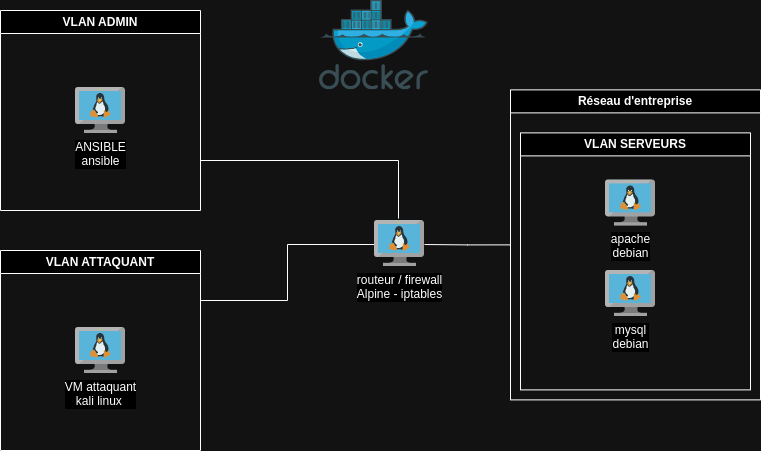 VLAN ADMIN
ANSIBLE
ansible
docker
Réseau d'entreprise
VLAN SERVEURS
apache
debian
mysql
debian
routeur / firewall
Alpine - iptables
VLAN ATTAQUANT
VM attaquant
kali linux